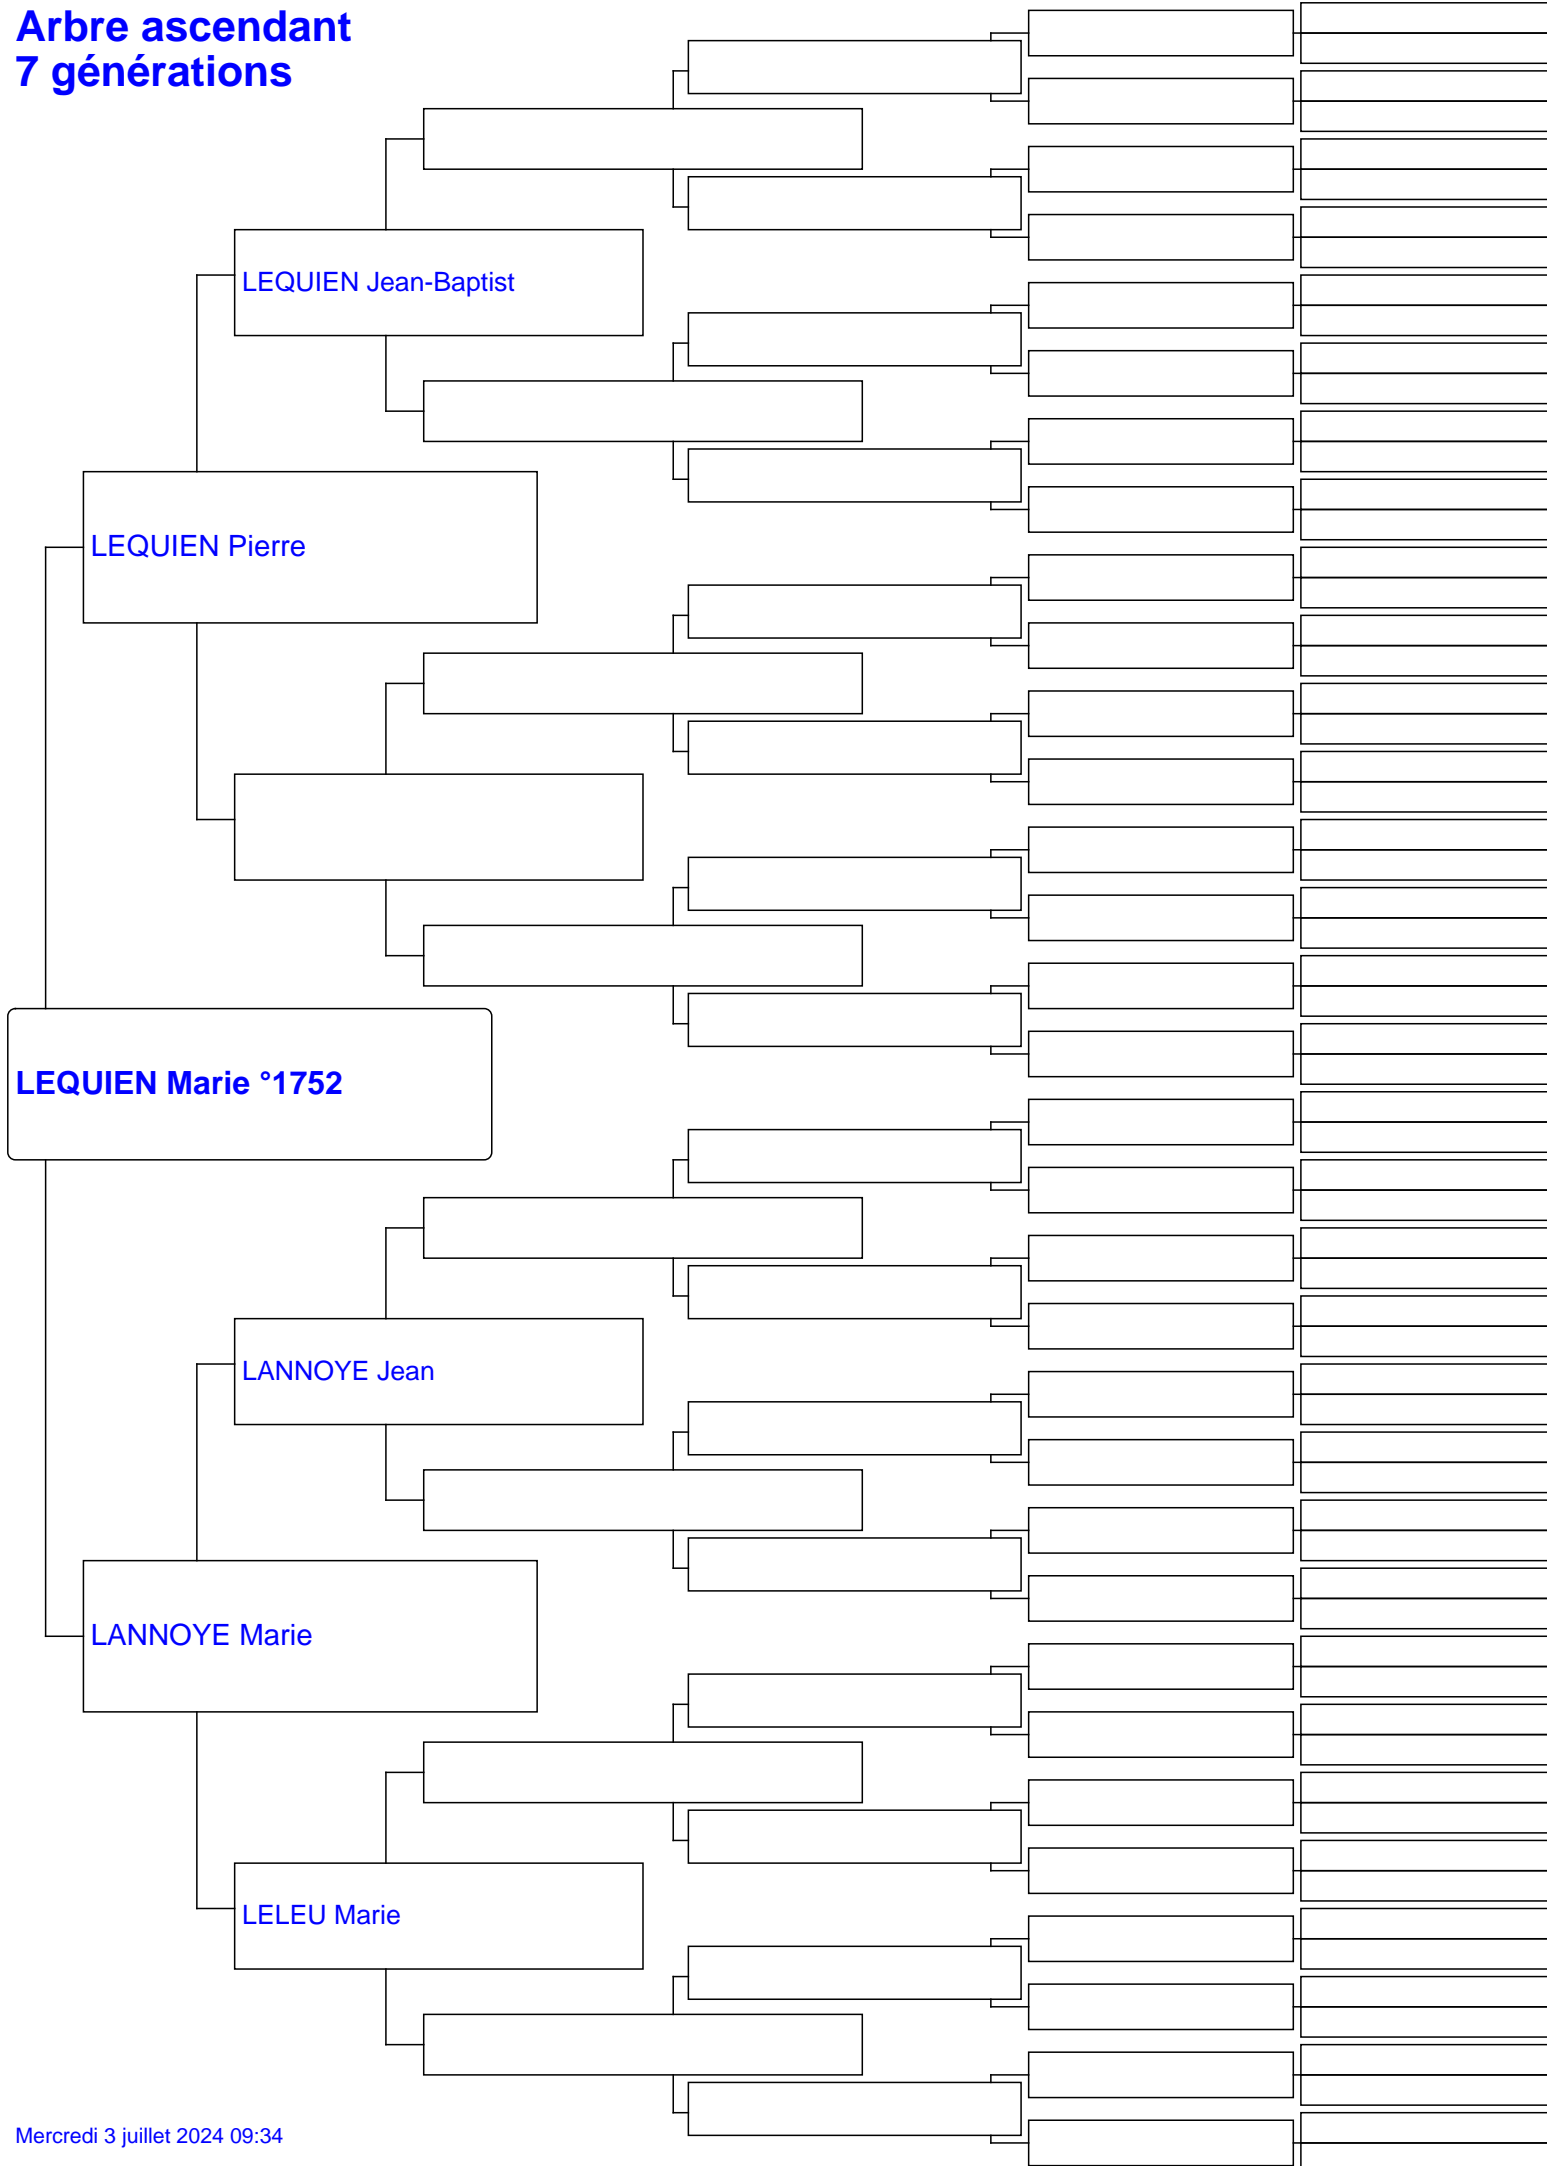 Arbre ascendant
7 générations
LEQUIEN Jean-Baptist
LEQUIEN Pierre
LEQUIEN Marie °1752
LANNOYE Jean
LANNOYE Marie
LELEU Marie
Mercredi 3 juillet 2024 09:34